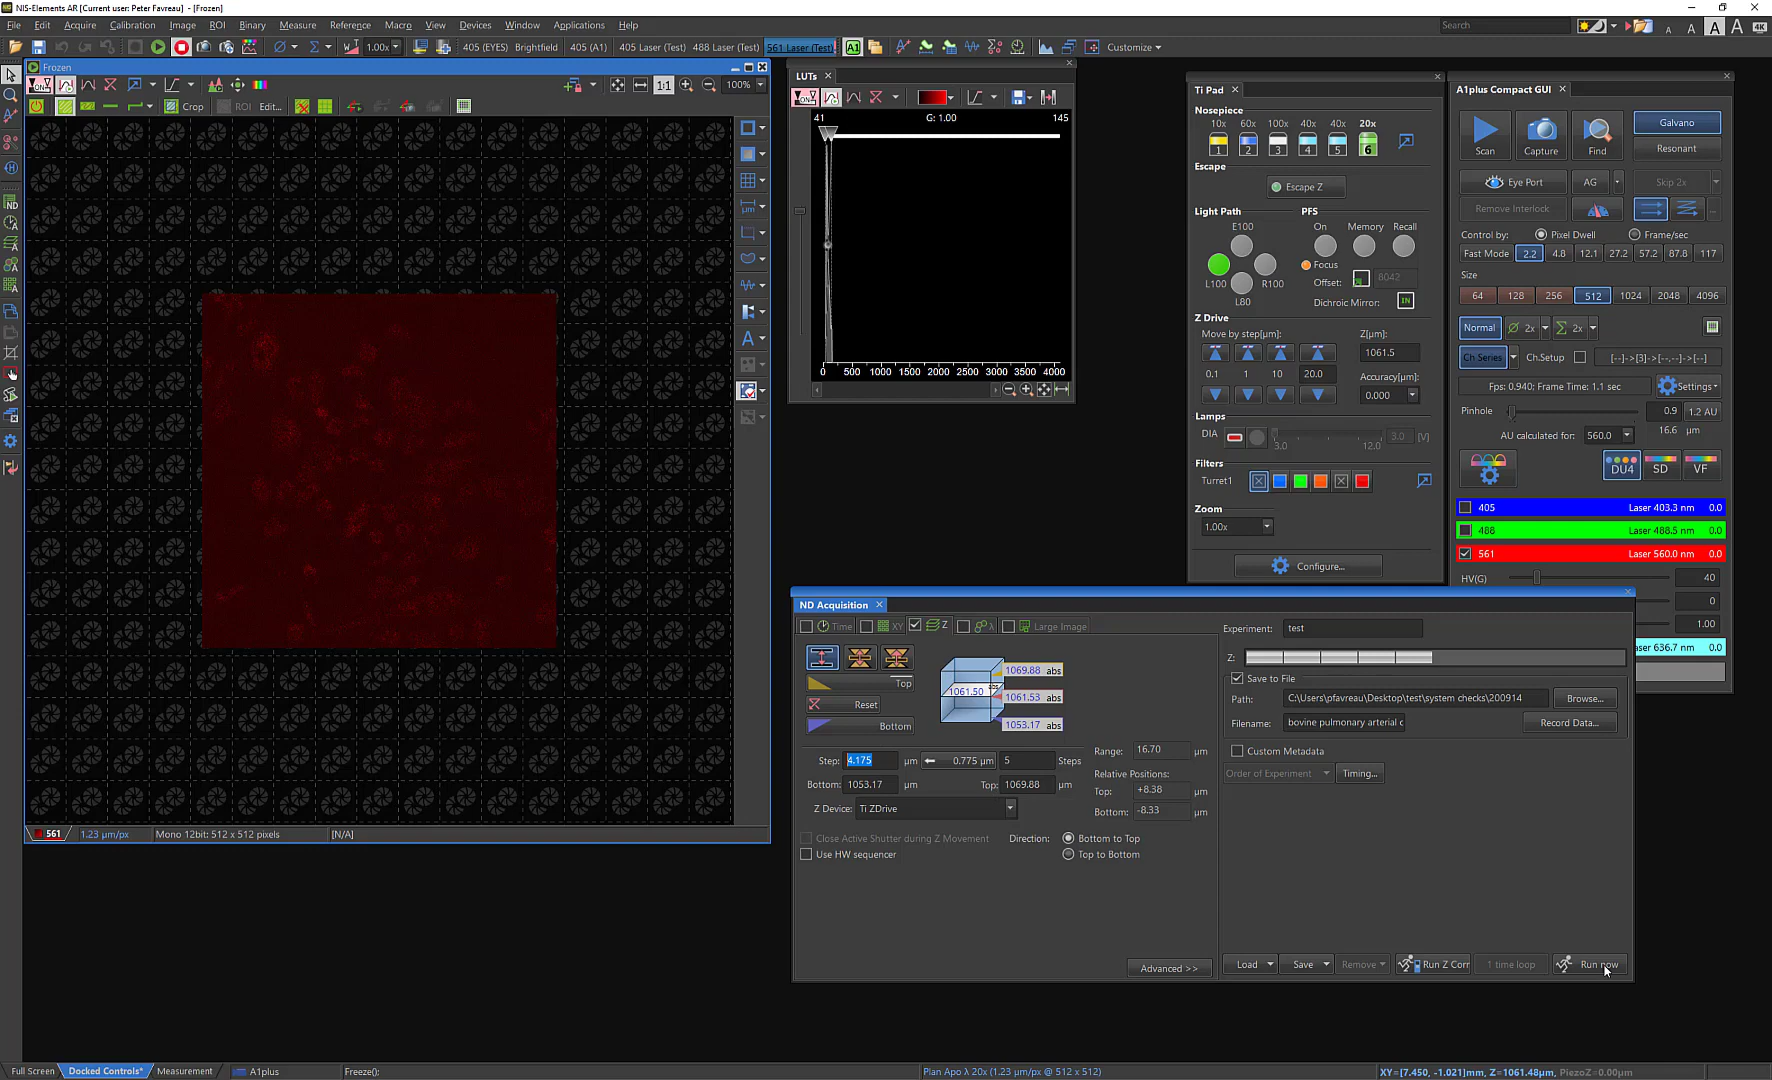 NIS-Elements AR [Current user: Peter Favreau] - [Frozen]
File Edit Acquire Calibration Image ROI Binary Measure Reference Macro View Devices Window Applications Help
Search
A A A 4K
1.00x 405 (EYES) Brightfield 405 (A1) 405 Laser (Test) 488 Laser (Test) 561 Laser (Test) A1 Customize
Frozen
ON 1:1 100%
Crop ROI Edit...
561 1.23 µm/px Mono 12bit: 512 x 512 pixels [N/A]
LUTs
41 G: 1.00 145
0 500 1000 1500 2000 2500 3000 3500 4000
Ti Pad
Nosepiece
10x 60x 100x 40x 40x 20x
1 2 3 4 5 6
Escape
Escape Z
Light Path PFS
E100 On Memory Recall
Focus
Offset: 8042
L100 R100
L80 Dichroic Mirror: IN
Z Drive
Move by step[µm]: Z[µm]:
1061.5
0.1 1 10 20.0 Accuracy[µm]:
0.000
Lamps
DIA 3.0 12.0 3.0 [V]
Filters
Turret1
Zoom
1.00x
Configure...
A1plus Compact GUI
Scan Capture Find Galvano
Resonant
Eye Port AG Skip 2x
Remove Interlock
Control by: Pixel Dwell Frame/sec
Fast Mode 2.2 4.8 12.1 27.2 57.2 87.8 117
Size
64 128 256 512 1024 2048 4096
Normal 2x 2x
Ch Series Ch.Setup [--]->[3]->[--,--]->[--]
Fps: 0.940; Frame Time: 1.1 sec Settings
Pinhole 0.9 1.2 AU
16.6 µm
AU calculated for: 560.0
DU4 SD VF
405 Laser 403.3 nm 0.0
488 Laser 488.5 nm 0.0
561 Laser 560.0 nm 0.0
HV(G) 40
0
1.00
636.7 nm 0.0
ND Acquisition
Time XY Z λ Large Image
Top
Reset
Bottom
1069.88 abs
1061.50 abs
1061.53 abs
1053.17 abs
Step: 4.175 µm 0.775 µm 5 Steps
Bottom: 1053.17 µm Top: 1069.88 µm
Z Device: Ti ZDrive
Range: 16.70 µm
Relative Positions:
Top: +8.38 µm
Bottom: -8.33 µm
Close Active Shutter during Z Movement Direction: Bottom to Top
Use HW sequencer Top to Bottom
Advanced >>
Experiment: test
Z:
Save to File
Path: C:\Users\pfavreau\Desktop\test\system checks\200914 Browse...
Filename: bovine pulmonary arterial c Record Data...
Custom Metadata
Order of Experiment Timing...
Load Save Remove Run Z Corr 1 time loop Run now
Full Screen Docked Controls* Measurement A1plus Freeze(); Plan Apo λ 20x (1.23 µm/px @ 512 x 512) XY=[7.450, -1.021]mm, Z=1061.48µm, PiezoZ=0.00µm